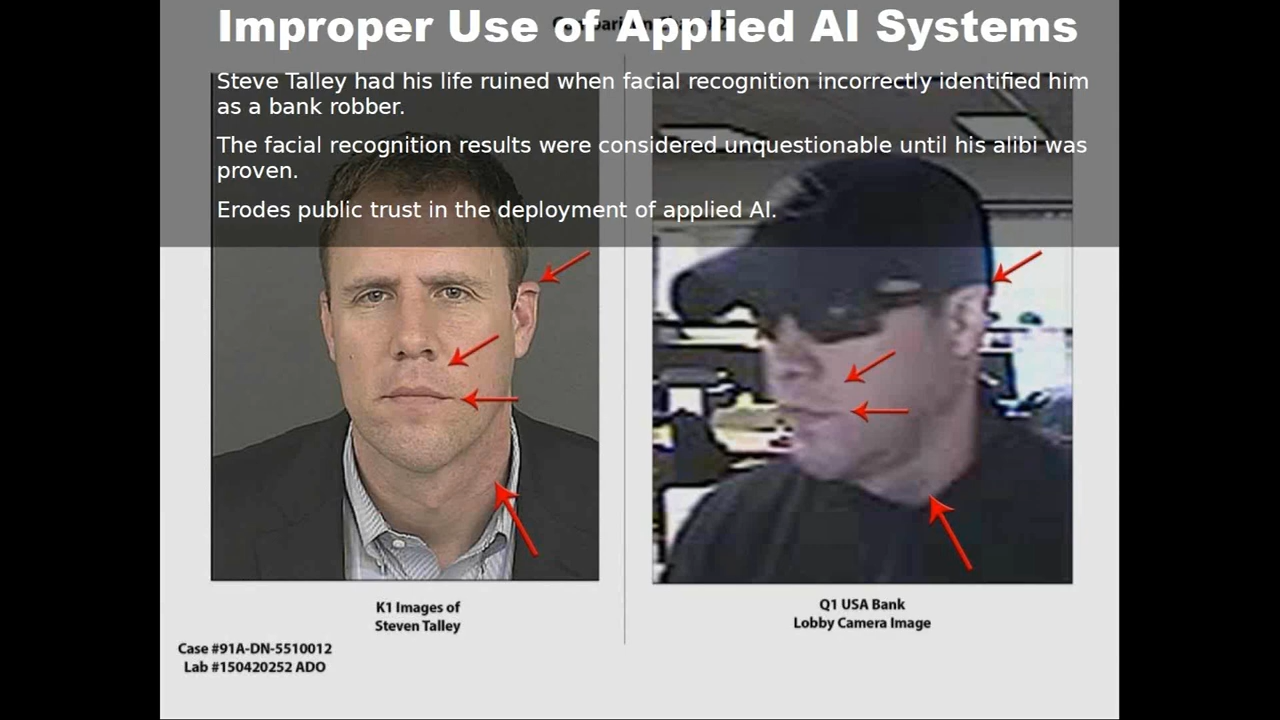 Improper Use of Applied AI Systems
Steve Talley had his life ruined when facial recognition incorrectly identified him
as a bank robber.
The facial recognition results were considered unquestionable until his alibi was
proven.
Erodes public trust in the deployment of applied AI.
K1 Images of
Steven Talley
Q1 USA Bank
Lobby Camera Image
Case #91A-DN-5510012
Lab #150420252 ADO